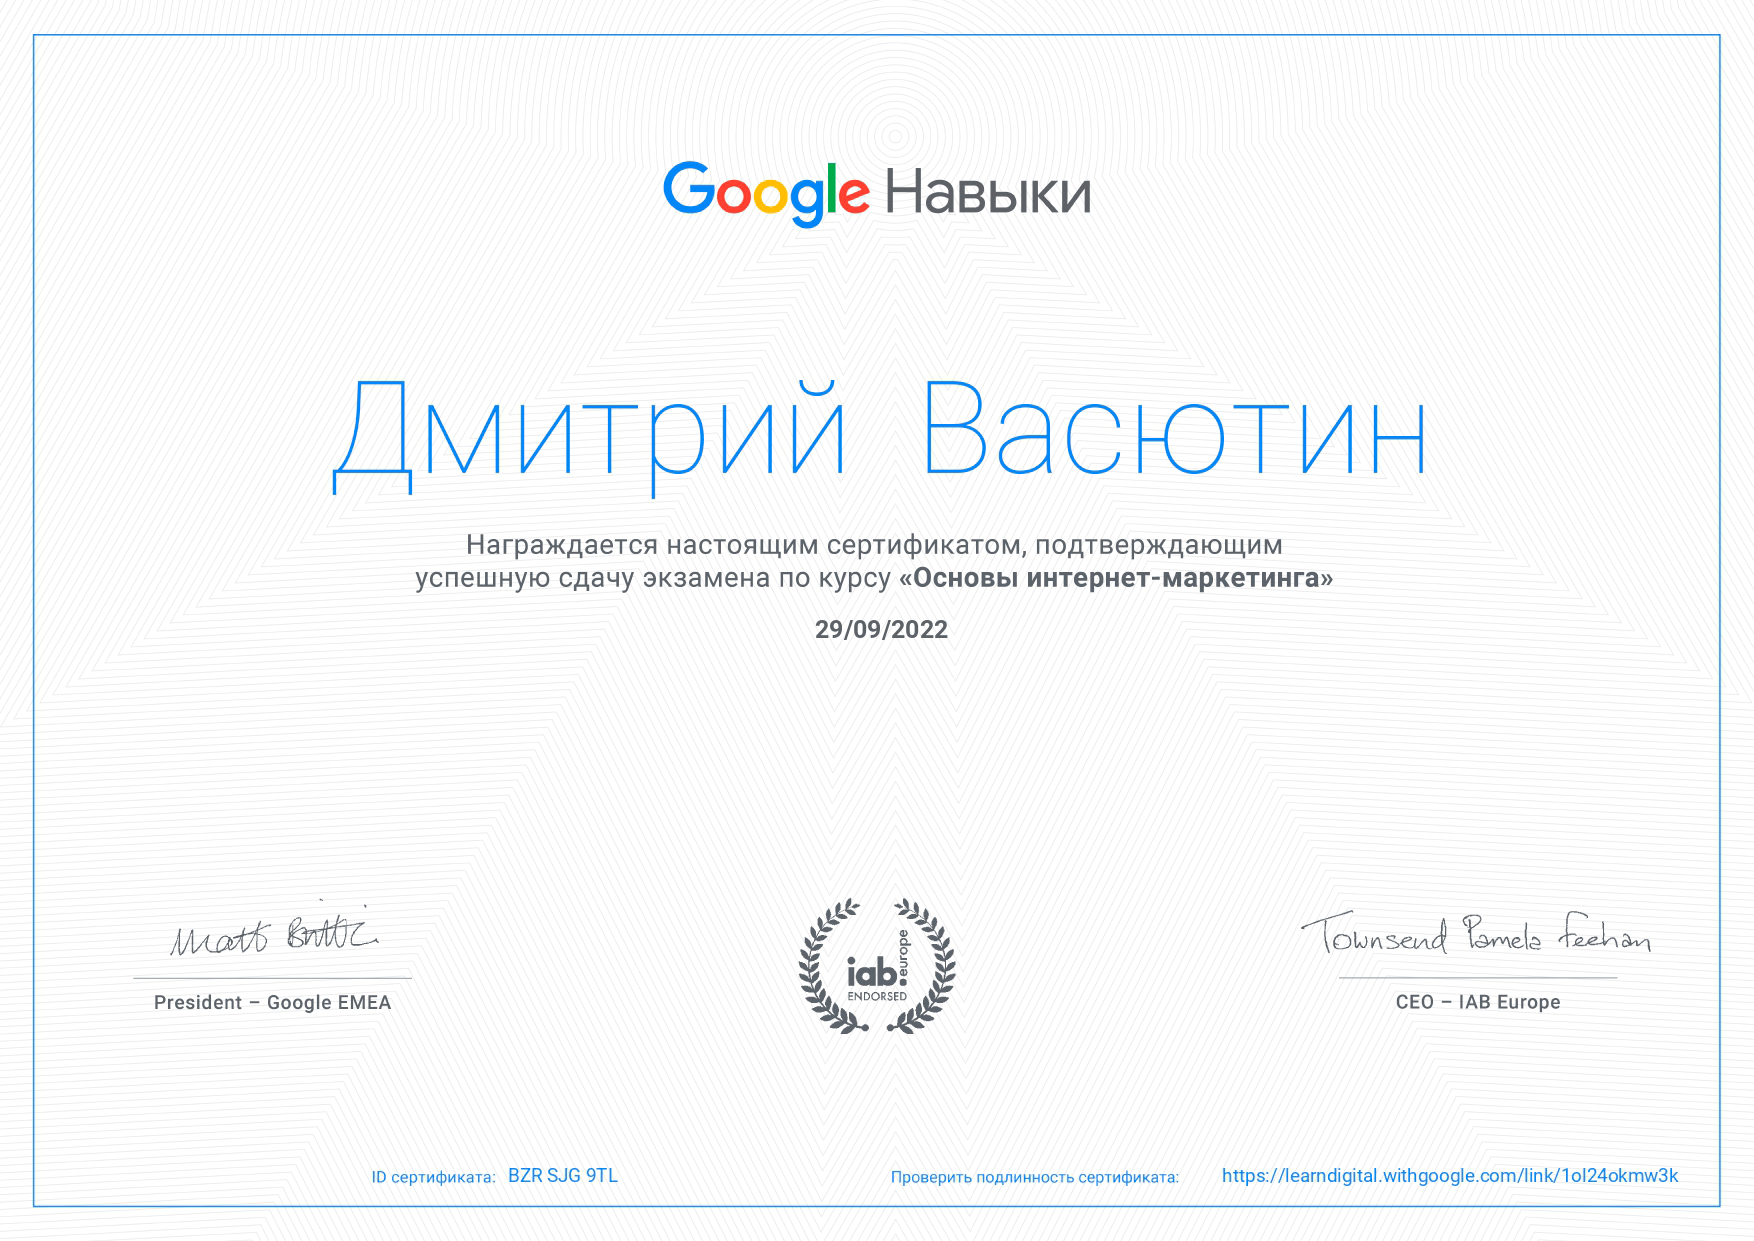 Google Навыки
Дмитрий Васютин
Награждается настоящим сертификатом, подтверждающим
успешную сдачу экзамена по курсу «Основы интернет-маркетинга»
29/09/2022
Matt Brittin
President – Google EMEA
iab.europe
ENDORSED
Townsend Pamela Feehan
CEO – IAB Europe
ID сертификата: BZR SJG 9TL
Проверить подлинность сертификата: https://learndigital.withgoogle.com/link/1ol24okmw3k